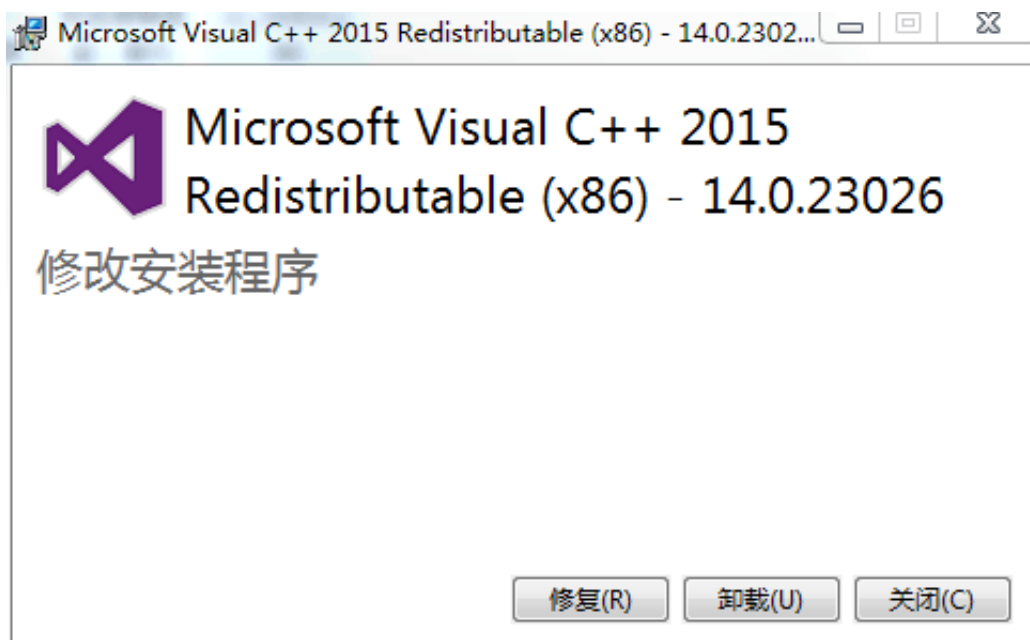 Microsoft Visual C++ 2015 Redistributable (x86) - 14.0.2302...
Microsoft Visual C++ 2015
Redistributable (x86) - 14.0.23026
修改安装程序
修复(R) 卸载(U) 关闭(C)